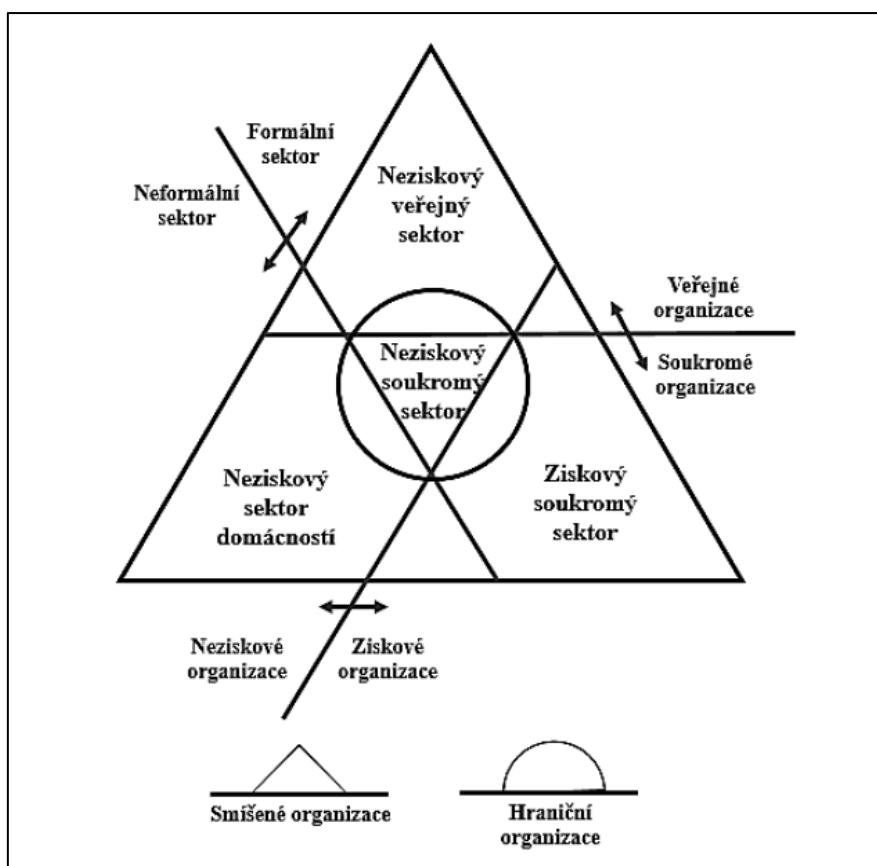 Formální
sektor
Neformální
sektor
Neziskový
veřejný
sektor
Veřejné
organizace
Soukromé
organizace
Neziskový
soukromý
sektor
Neziskový
sektor
domácností
Ziskový
soukromý
sektor
Neziskové
organizace
Ziskové
organizace
Smíšené organizace
Hraniční
organizace